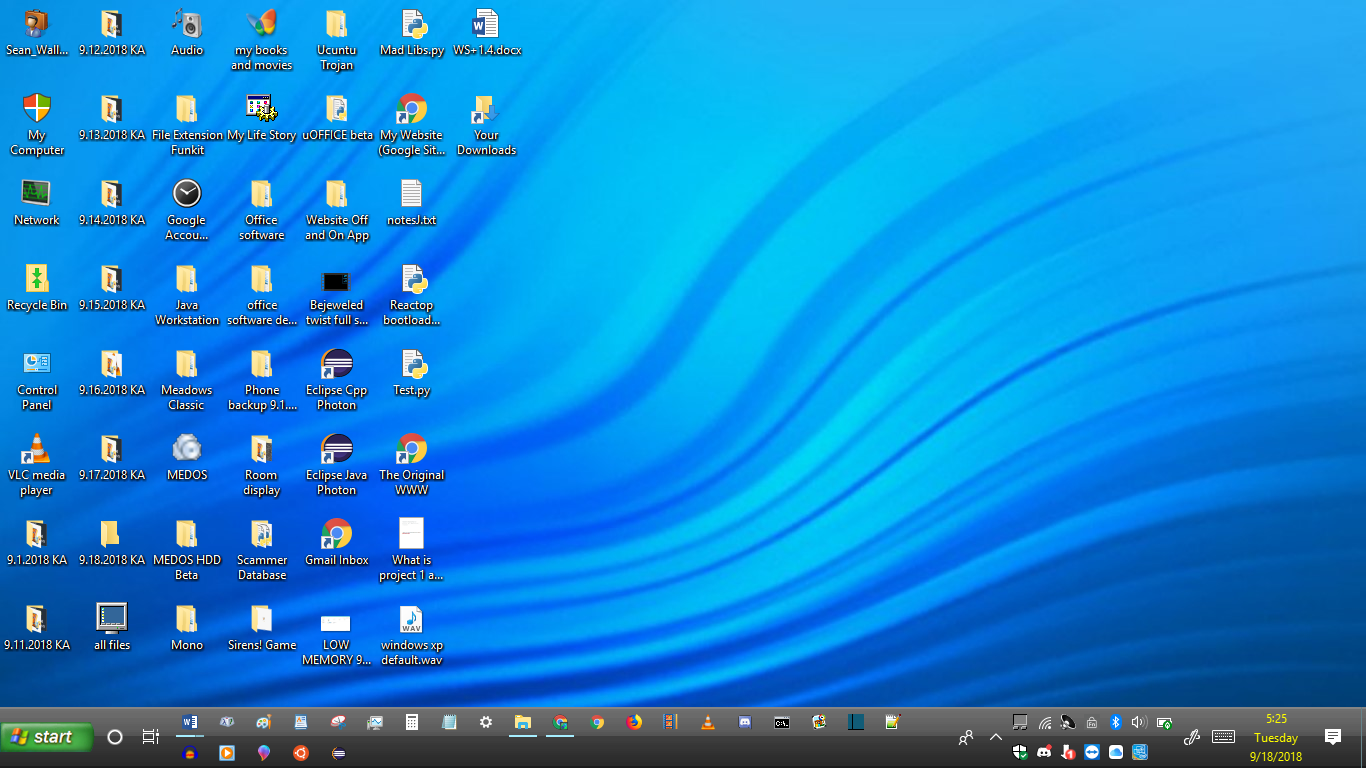 Sean_Wall...
9.12.2018 KA
Audio
my books
and movies
Ucuntu
Trojan
Mad Libs.py
WS+1.4.docx
My
Computer
9.13.2018 KA
File Extension
Funkit
My Life Story
uOFFICE beta
My Website
(Google Sit...
Your
Downloads
Network
9.14.2018 KA
Google
Accou...
Office
software
Website Off
and On App
notesJ.txt
Recycle Bin
9.15.2018 KA
Java
Workstation
office
software de...
Bejeweled
twist full s...
Reactop
bootload...
Control
Panel
9.16.2018 KA
Meadows
Classic
Phone
backup 9.1....
Eclipse Cpp
Photon
Test.py
VLC media
player
9.17.2018 KA
MEDOS
Room
display
Eclipse Java
Photon
The Original
WWW
9.1.2018 KA
9.18.2018 KA
MEDOS HDD
Beta
Scammer
Database
Gmail Inbox
What is
project 1 a...
9.11.2018 KA
all files
Mono
Sirens! Game
LOW
MEMORY 9...
WAV
windows xp
default.wav
start
5:25
Tuesday
9/18/2018